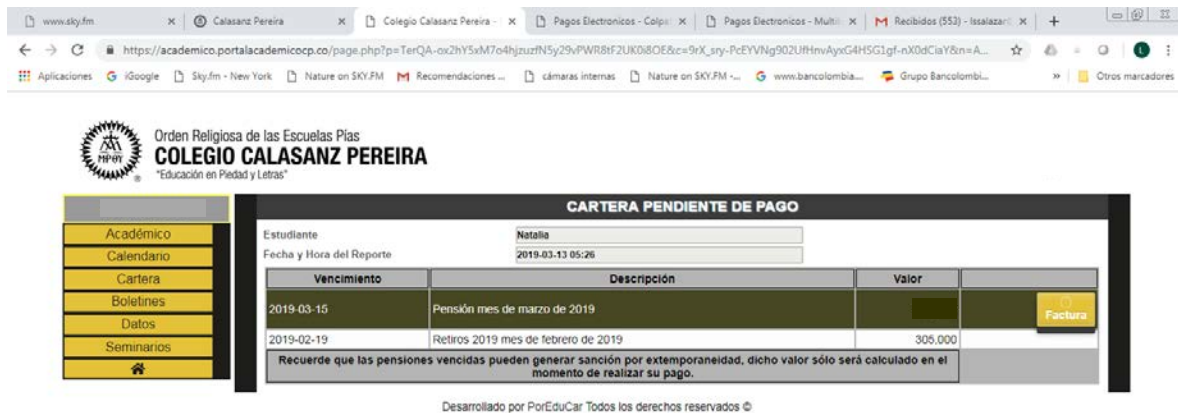 www.sky.fm
Calasanz Pereira
Colegio Calasanz Pereira -
Pagos Electronicos - Colpa
Pagos Electronicos - Multi
Recibidos (553) - lssalazar
https://academico.portalacademicocp.co/page.php?p=
Aplicaciones
iGoogle
Sky.fm - New York
Nature on SKY.FM
Recomendaciones ...
cámaras internas
Nature on SKY.FM -...
www.bancolombia....
Grupo Bancolombi...
Otros marcadores
MPΘY
Orden Religiosa de las Escuelas Pías
COLEGIO CALASANZ PEREIRA
"Educación en Piedad y Letras"
Académico
Calendario
Cartera
Boletines
Datos
Seminarios
CARTERA PENDIENTE DE PAGO
Estudiante Natalia
Fecha y Hora del Reporte 2019-03-13 05:26
Vencimiento Descripción Valor
2019-03-15 Pensión mes de marzo de 2019 Factura
2019-02-19 Retiros 2019 mes de febrero de 2019 305,000
Recuerde que las pensiones vencidas pueden generar sanción por extemporaneidad, dicho valor sólo será calculado en el
momento de realizar su pago.
Desarrollado por PorEduCar Todos los derechos reservados ©